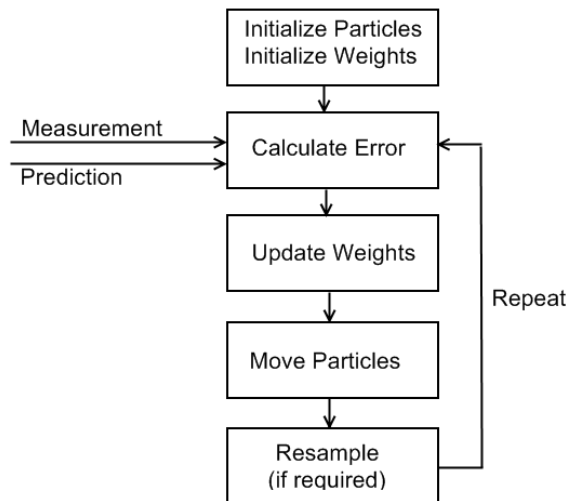 Initialize Particles
Initialize Weights
Measurement
Calculate Error
Prediction
Update Weights
Repeat
Move Particles
Resample
(if required)